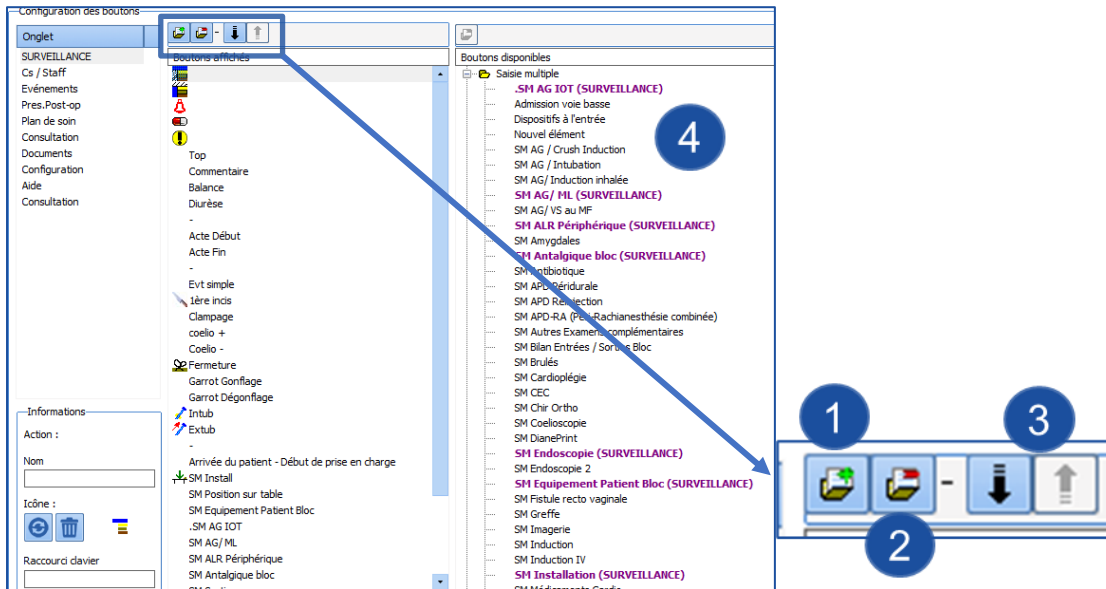 Configuration des boutons
Onglet
SURVEILLANCE
Cs / Staff
Evénements
Pres.Post-op
Plan de soin
Consultation
Documents
Configuration
Aide
Consultation
Informations
Action :
Nom
Icône :
Raccourci clavier
-
Boutons affichés
Top
Commentaire
Balance
Diurèse
-
Acte Début
Acte Fin
-
Evt simple
1ère incis
Clampage
coelio +
Coelio -
Fermeture
Garrot Gonflage
Garrot Dégonflage
Intub
Extub
-
Arrivée du patient - Début de prise en charge
SM Install
SM Position sur table
SM Equipement Patient Bloc
.SM AG IOT
SM AG/ ML
SM ALR Périphérique
SM Antalgique bloc
Boutons disponibles
Saisie multiple
.SM AG IOT (SURVEILLANCE)
Admission voie basse
Dispositifs à l'entrée
Nouvel élément
SM AG / Crush Induction
SM AG / Intubation
SM AG/ Induction inhalée
SM AG/ ML (SURVEILLANCE)
SM AG/ VS au MF
SM ALR Périphérique (SURVEILLANCE)
SM Amygdales
SM Antalgique bloc (SURVEILLANCE)
SM Antibiotique
SM APD Péridurale
SM APD Réinjection
SM APD-RA (Péri-Rachianesthésie combinée)
SM Autres Examens complémentaires
SM Bilan Entrées / Sorties Bloc
SM Brulés
SM Cardioplégie
SM CEC
SM Chir Ortho
SM Coelioscopie
SM DianePrint
SM Endoscopie (SURVEILLANCE)
SM Endoscopie 2
SM Equipement Patient Bloc (SURVEILLANCE)
SM Fistule recto vaginale
SM Greffe
SM Imagerie
SM Induction
SM Induction IV
SM Installation (SURVEILLANCE)
4
1
3
-
2